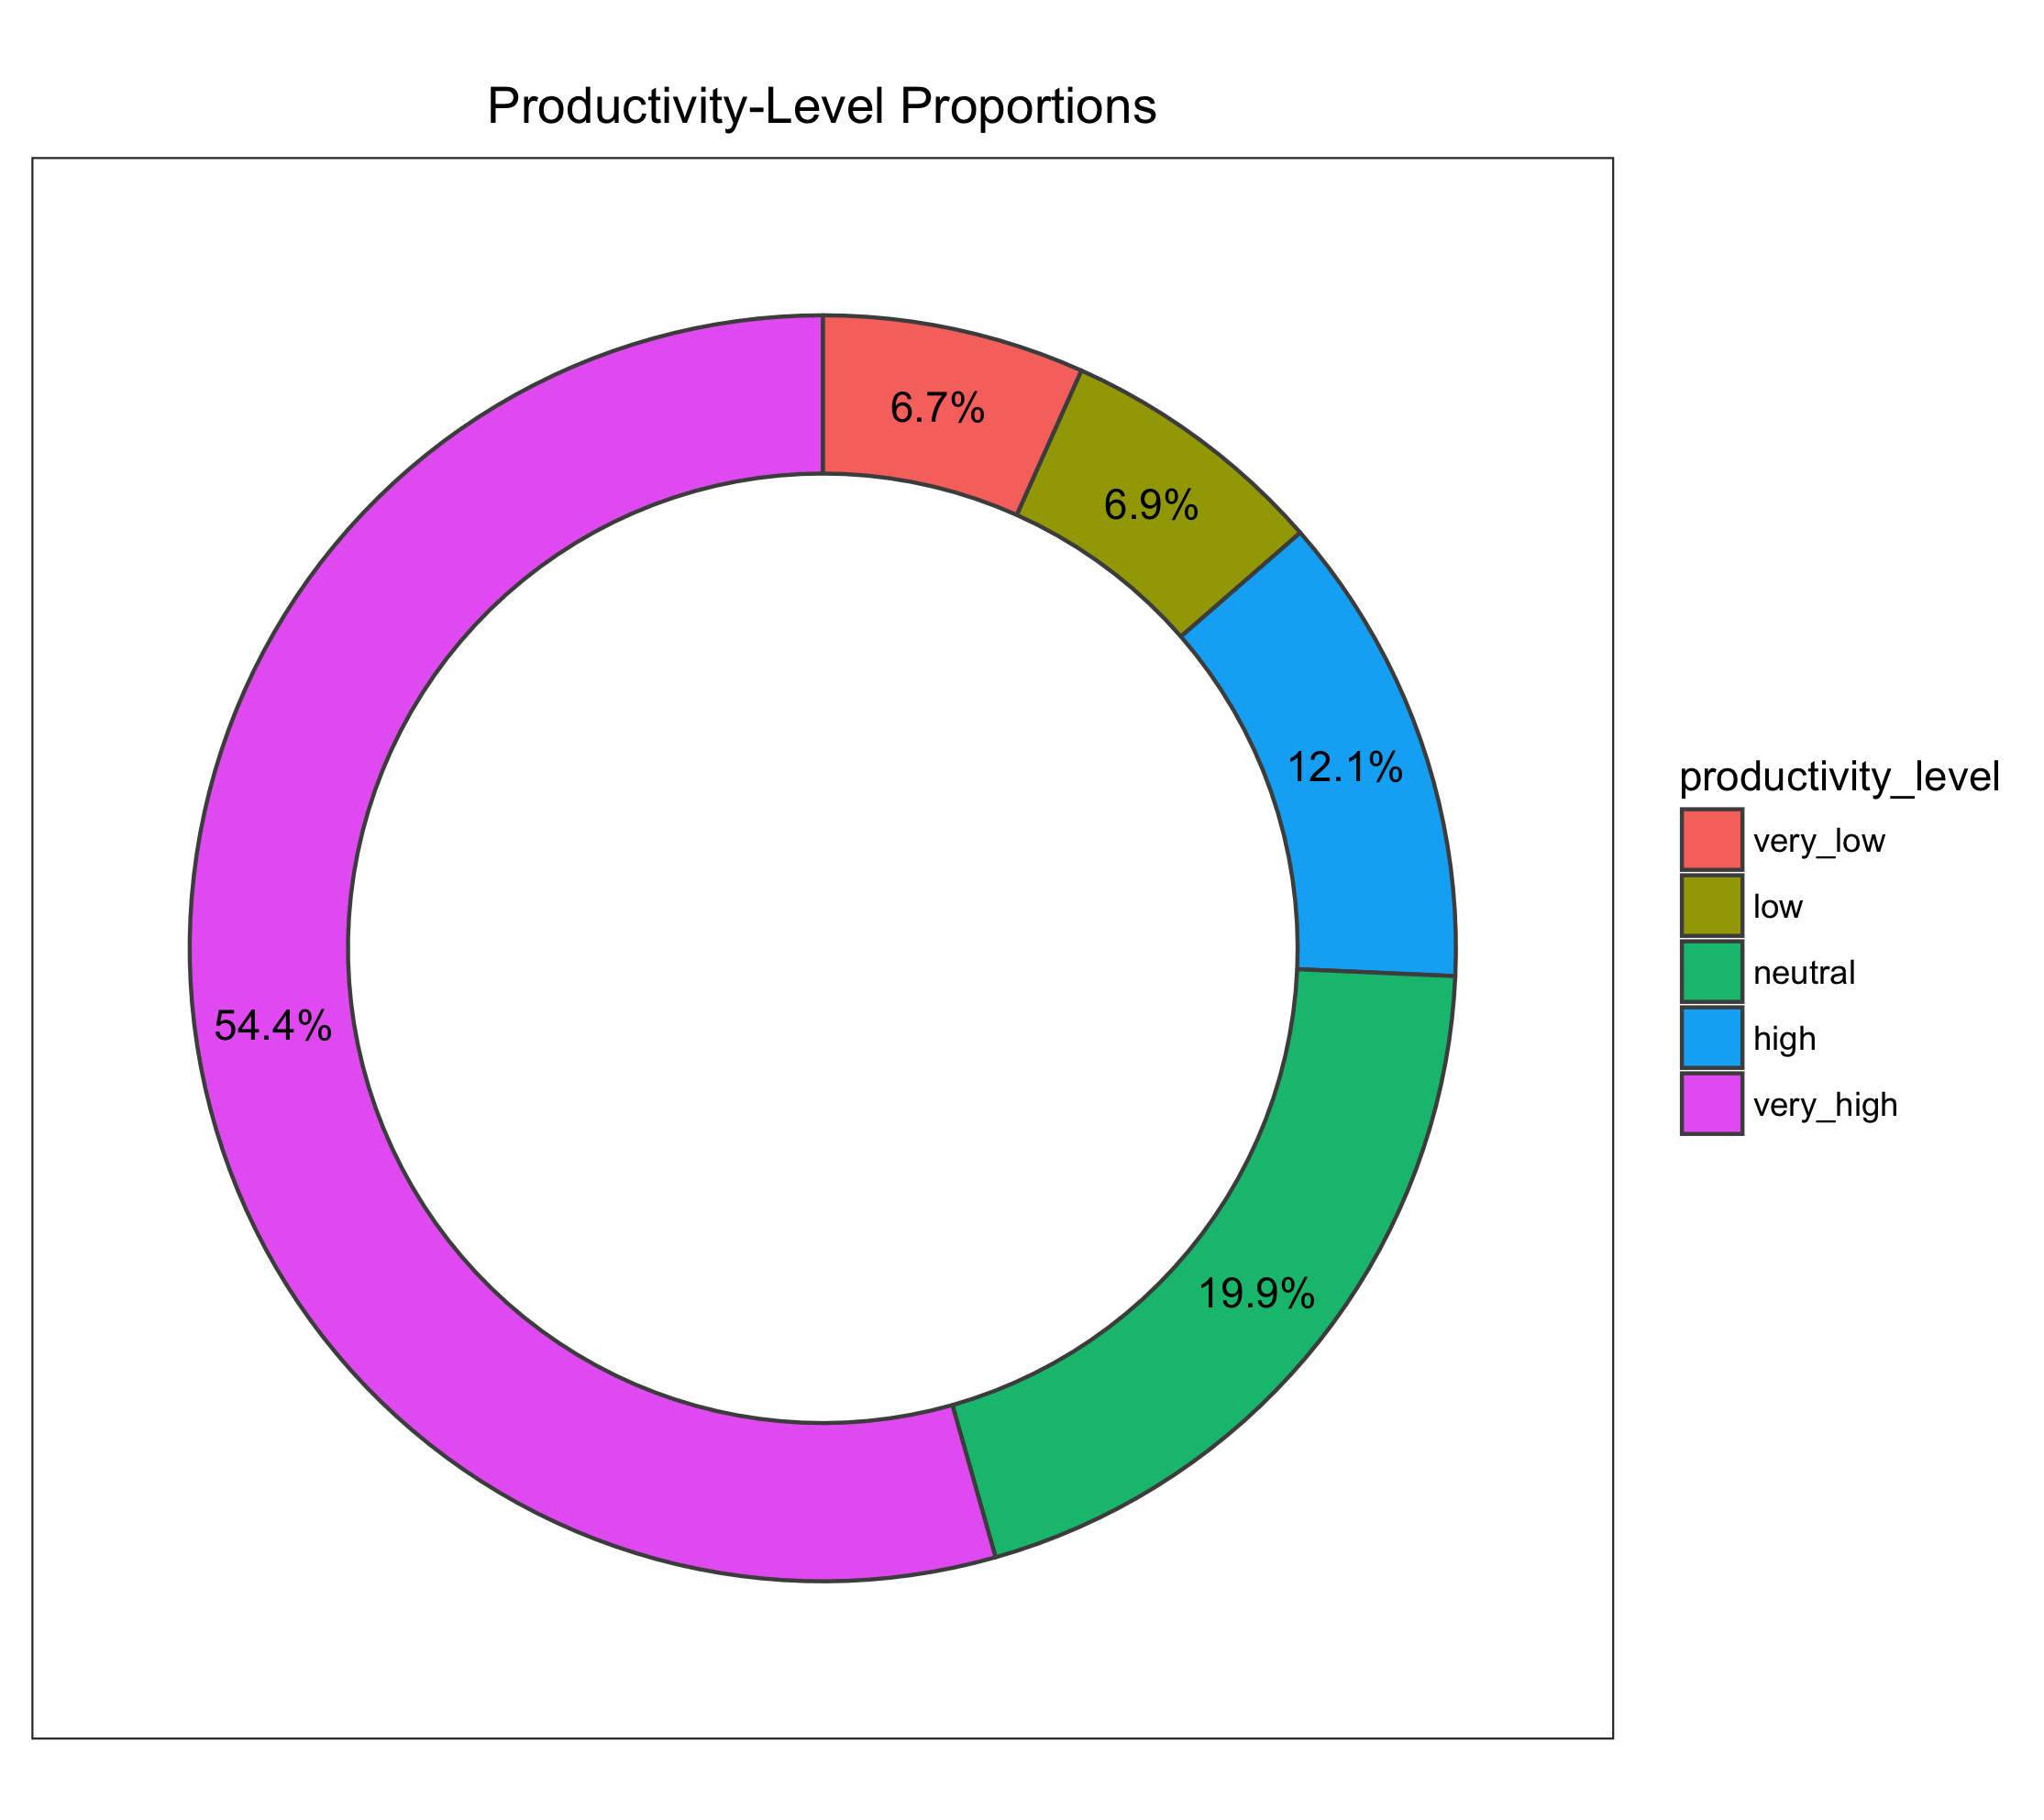 Productivity-Level Proportions
6.7%
6.9%
12.1%
54.4%
19.9%
productivity_level
very_low
low
neutral
high
very_high